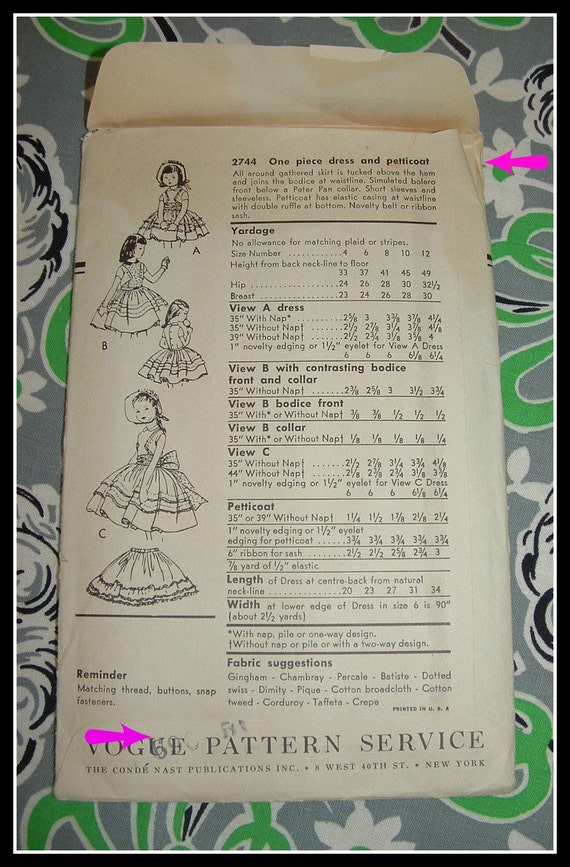 2744 One piece dress and petticoat
All around gathered skirt is tucked above the hem
and joins the bodice at waistline. Simulated bolero
front below a Peter Pan collar. Short sleeves and
sleeveless. Petticoat has elastic casing at waistline
with double ruffle at bottom. Novelty belt or ribbon
sash.
Yardage
No allowance for matching plaid or stripes.
Size Number 4 6 8 10 12
Height from back neck-line to floor
33 37 41 45 49
Hip 24 26 28 30 32½
Breast 23 24 26 28 30
View A dress
35" With Nap* 2⅝ 3 3⅜ 3⅞ 4¼
35" Without Nap† 2½ 2⅞ 3¼ 3¾ 4⅛
39" Without Nap† 2½ 2¾ 3⅛ 3⅝ 4
1" novelty edging or 1½" eyelet for View A Dress
6 6 6 6⅛ 6¼
View B with contrasting bodice
front and collar
35" Without Nap† 2⅜ 2⅝ 3 3½ 3¾
View B bodice front
35" With* or Without Nap† ⅜ ⅜ ½ ½ ½
View B collar
35" With* or Without Nap† ⅛ ⅛ ⅛ ⅛ ¼
View C
35" Without Nap† 2½ 2⅞ 3¼ 3¾ 4⅛
44" Without Nap† 2⅛ 2⅜ 2¾ 3⅛ 3⅜
1" novelty edging or 1½" eyelet for View C Dress
6 6 6 6⅛ 6¼
Petticoat
35" or 39" Without Nap† 1¼ 1½ 1⅞ 2⅛ 2¼
1" novelty edging or 1½" eyelet
edging for petticoat 3¾ 3¾ 3¾ 3¾ 3¾
6" ribbon for sash 2½ 2½ 2⅝ 2¾ 3
⅞ yard of ½" elastic
Length of Dress at centre-back from natural
neck-line 20 23 27 31 34
Width at lower edge of Dress in size 6 is 90"
(about 2½ yards)
*With nap, pile or one-way design.
†Without nap or pile or with a two-way design.
Fabric suggestions
Gingham - Chambray - Percale - Batiste - Dotted
swiss - Dimity - Pique - Cotton broadcloth - Cotton
tweed - Corduroy - Taffeta - Crepe
PRINTED IN U. S. A
A
B
C
Reminder
Matching thread, buttons, snap
fasteners.
VOGUE PATTERN SERVICE
THE CONDÉ NAST PUBLICATIONS INC. • 8 WEST 40TH ST. • NEW YORK